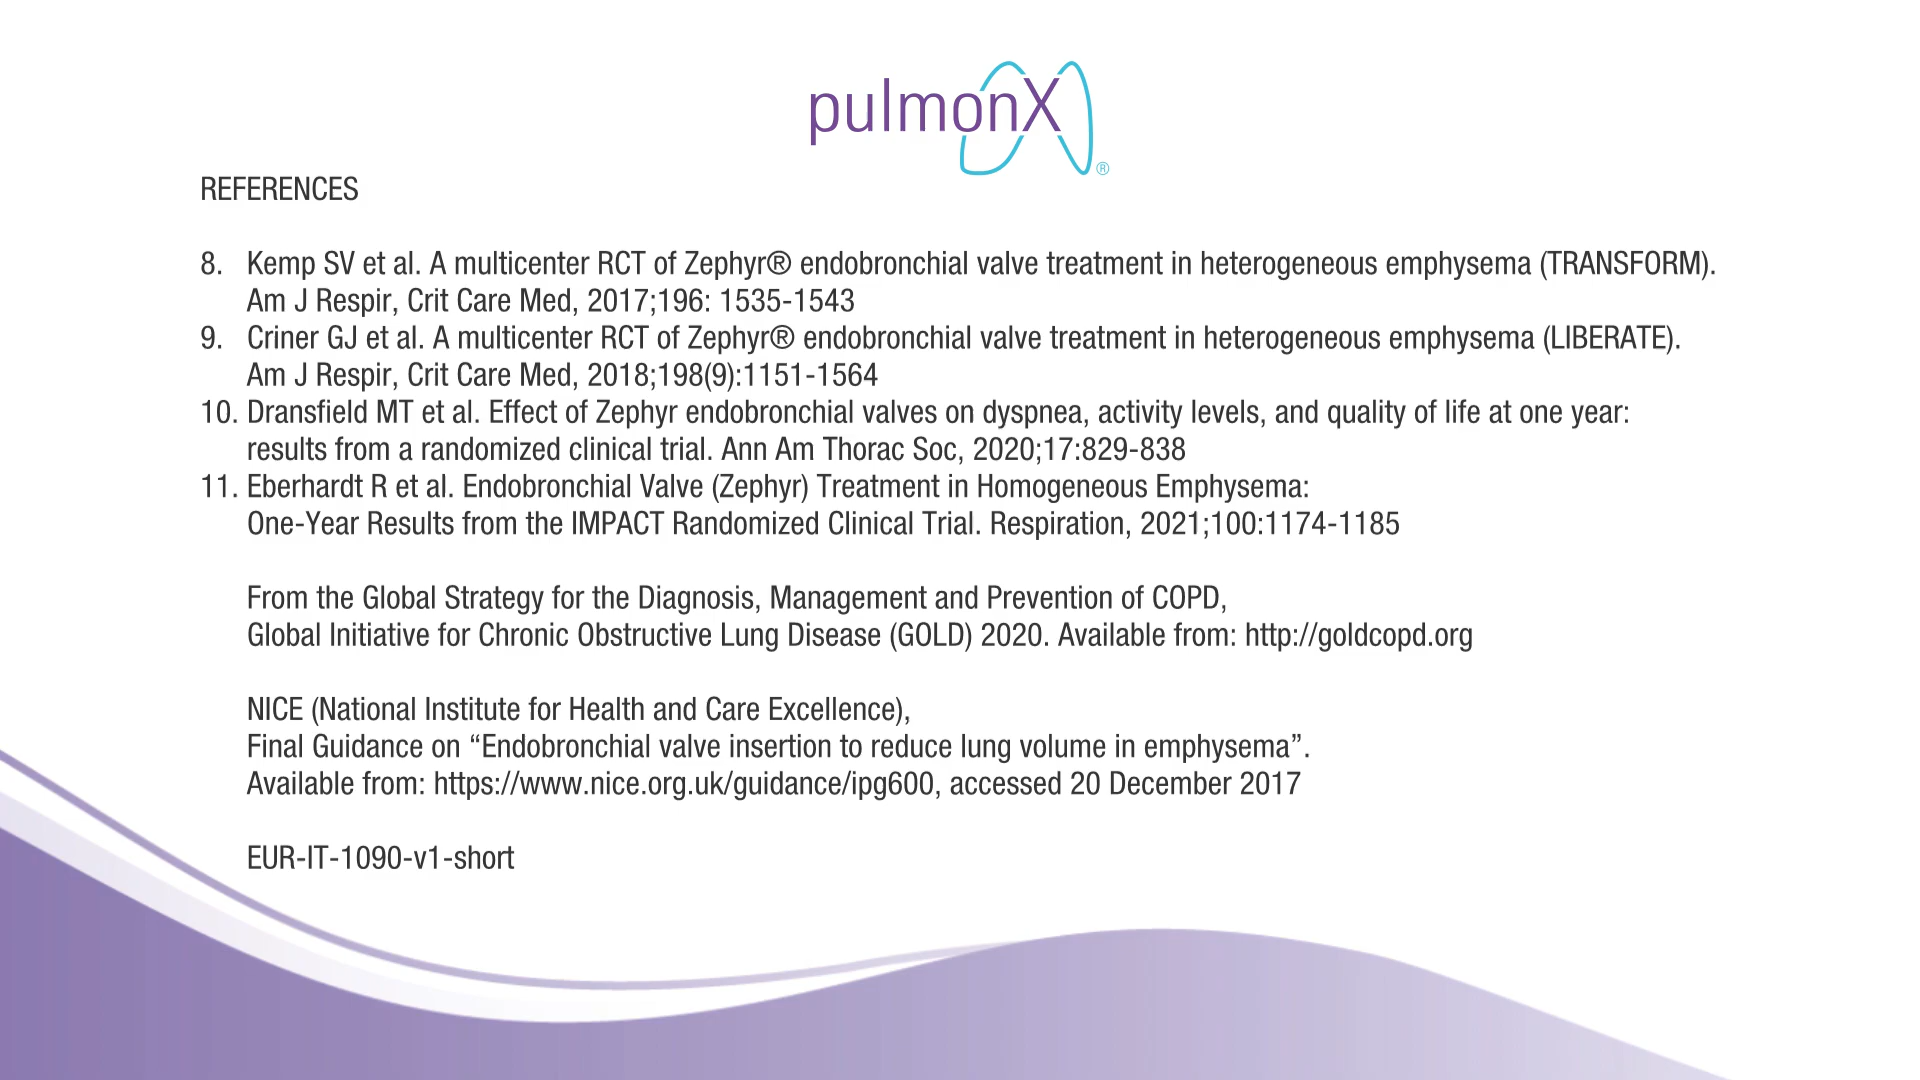 pulmonX®
REFERENCES
8. Kemp SV et al. A multicenter RCT of Zephyr® endobronchial valve treatment in heterogeneous emphysema (TRANSFORM).
Am J Respir, Crit Care Med, 2017;196: 1535-1543
9. Criner GJ et al. A multicenter RCT of Zephyr® endobronchial valve treatment in heterogeneous emphysema (LIBERATE).
Am J Respir, Crit Care Med, 2018;198(9):1151-1564
10. Dransfield MT et al. Effect of Zephyr endobronchial valves on dyspnea, activity levels, and quality of life at one year:
results from a randomized clinical trial. Ann Am Thorac Soc, 2020;17:829-838
11. Eberhardt R et al. Endobronchial Valve (Zephyr) Treatment in Homogeneous Emphysema:
One-Year Results from the IMPACT Randomized Clinical Trial. Respiration, 2021;100:1174-1185
From the Global Strategy for the Diagnosis, Management and Prevention of COPD,
Global Initiative for Chronic Obstructive Lung Disease (GOLD) 2020. Available from: http://goldcopd.org
NICE (National Institute for Health and Care Excellence),
Final Guidance on “Endobronchial valve insertion to reduce lung volume in emphysema”.
Available from: https://www.nice.org.uk/guidance/ipg600, accessed 20 December 2017
EUR-IT-1090-v1-short